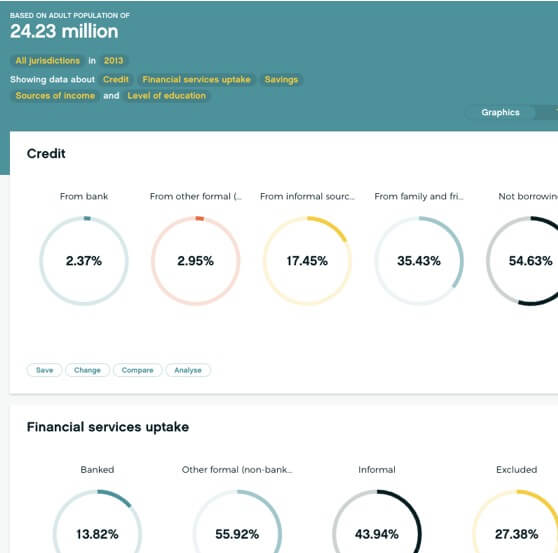 BASED ON ADULT POPULATION OF
24.23 million
All jurisdictions in 2013
Showing data about Credit Financial services uptake Savings
Sources of income and Level of education
Graphics
Credit
From bank From other formal (... From informal sourc... From family and fri... Not borrowin
2.37% 2.95% 17.45% 35.43% 54.63%
Save Change Compare Analyse
Financial services uptake
Banked Other formal (non-bank... Informal Excluded
13.82% 55.92% 43.94% 27.38%